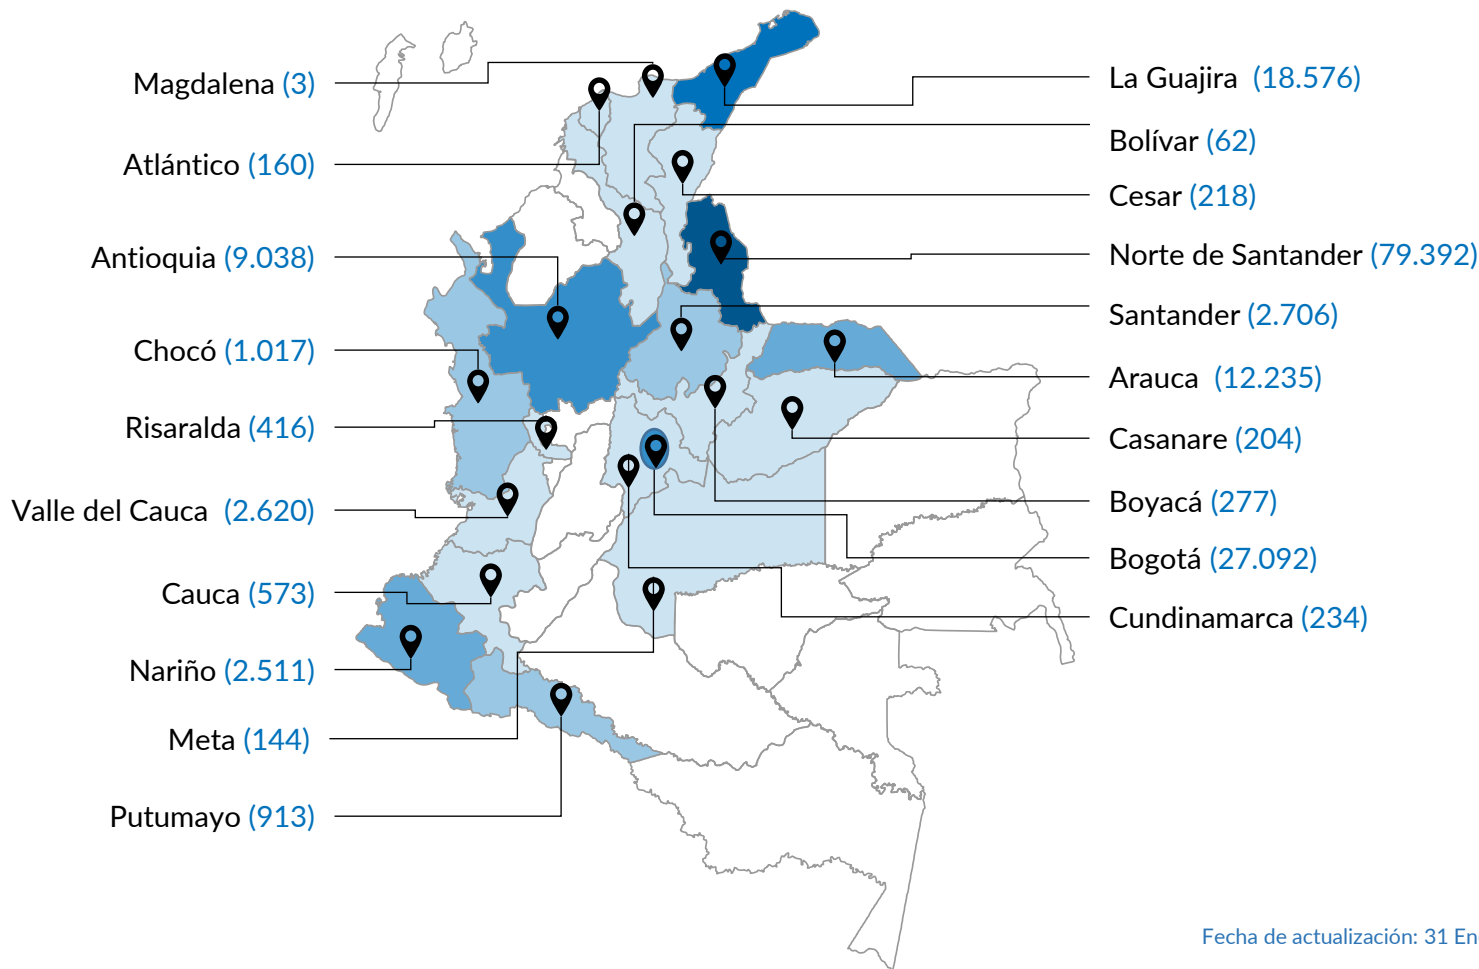 Magdalena (3)
Atlántico (160)
Antioquia (9.038)
Chocó (1.017)
Risaralda (416)
Valle del Cauca (2.620)
Cauca (573)
Nariño (2.511)
Meta (144)
Putumayo (913)
La Guajira (18.576)
Bolívar (62)
Cesar (218)
Norte de Santander (79.392)
Santander (2.706)
Arauca (12.235)
Casanare (204)
Boyacá (277)
Bogotá (27.092)
Cundinamarca (234)
Fecha de actualización: 31 En